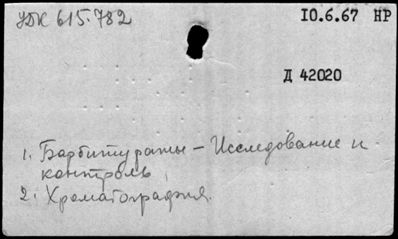 УДК 615.782
10.6.67 НР
Д 42020
1. Барбитураты – Исследование и
контроль
2. Хроматография.